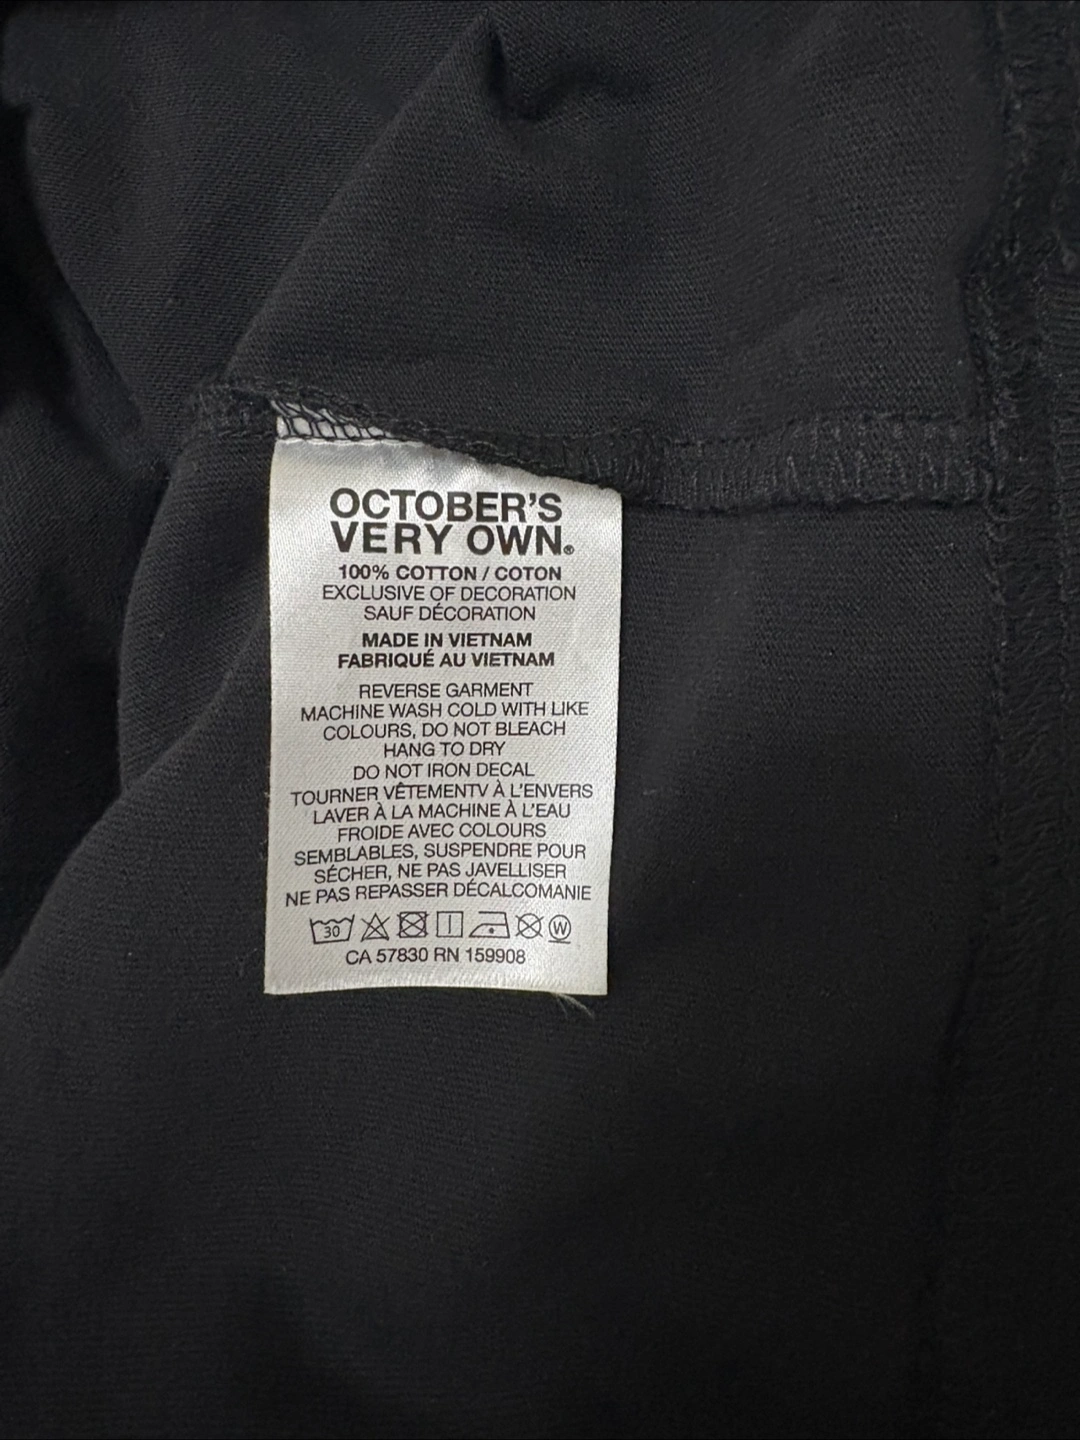 OCTOBER'S
VERY OWN®
100% COTTON / COTON
EXCLUSIVE OF DECORATION
SAUF DÉCORATION
MADE IN VIETNAM
FABRIQUÉ AU VIETNAM
REVERSE GARMENT
MACHINE WASH COLD WITH LIKE
COLOURS, DO NOT BLEACH
HANG TO DRY
DO NOT IRON DECAL
TOURNER VÊTEMENTV À L'ENVERS
LAVER À LA MACHINE À L'EAU
FROIDE AVEC COLOURS
SEMBLABLES, SUSPENDRE POUR
SÉCHER, NE PAS JAVELLISER
NE PAS REPASSER DÉCALCOMANIE
30 W
CA 57830 RN 159908